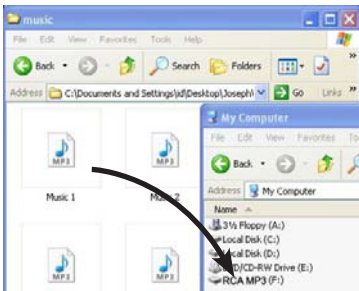 music
File Edit View Favorites Tools Help
Back Search Folders
Address C:\Documents and Settings\jd\Desktop\Joseph\ Go Links
MP3 MP3
Music 1 Music 2
MP3 MP3
My Computer
File Edit View Favorites To
Back
Address My Computer
Name
3½ Floppy (A:)
Local Disk (C:)
Local Disk (D:)
/CD-RW Drive (E:)
RCA MP3 (F:)